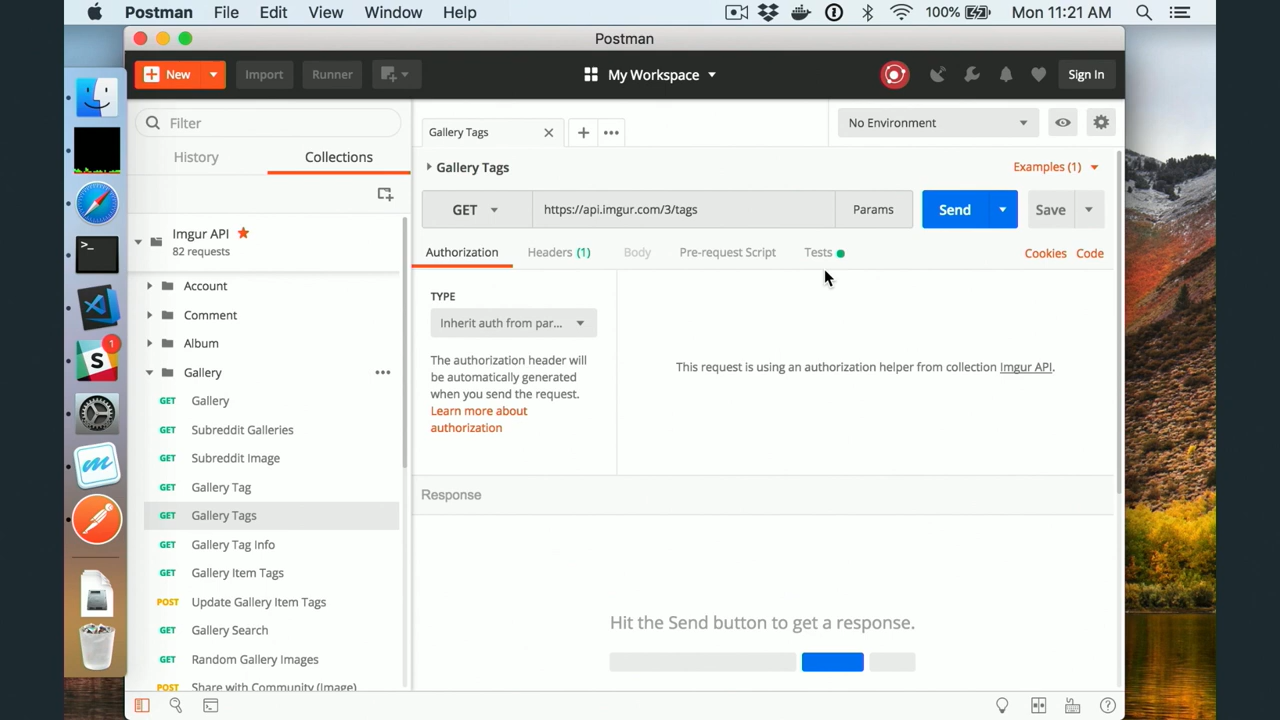 Postman File Edit View Window Help 100% Mon 11:21 AM
Postman
New Import Runner My Workspace Sign In
Filter
History Collections
Imgur API
82 requests
Account
Comment
Album
Gallery
GET Gallery
GET Subreddit Galleries
GET Subreddit Image
GET Gallery Tag
GET Gallery Tags
GET Gallery Tag Info
GET Gallery Item Tags
POST Update Gallery Item Tags
GET Gallery Search
GET Random Gallery Images
POST Share with Community (Image)
Gallery Tags
No Environment
Gallery Tags
Examples (1)
GET https://api.imgur.com/3/tags Params Send Save
Authorization Headers (1) Body Pre-request Script Tests Cookies Code
TYPE
Inherit auth from par...
The authorization header will
be automatically generated
when you send the request.
Learn more about
authorization
This request is using an authorization helper from collection Imgur API.
Response
Hit the Send button to get a response.
S 1